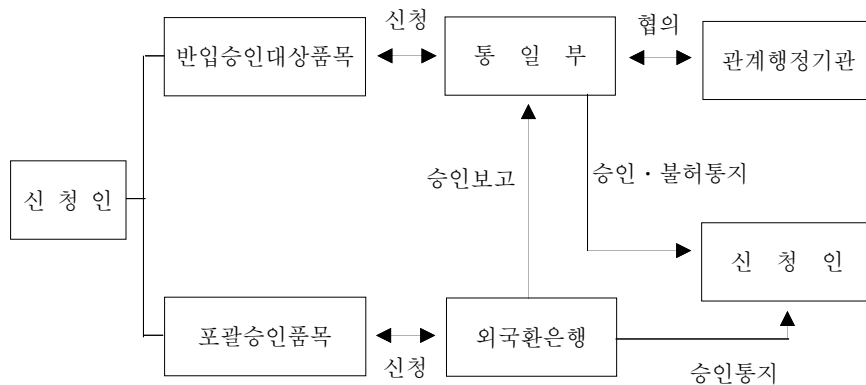 신청
협의
반입승인대상품목
통 일 부
관계행정기관
승인보고
승인·불허통지
신 청 인
신 청 인
포괄승인품목
외국환은행
신청
승인통지